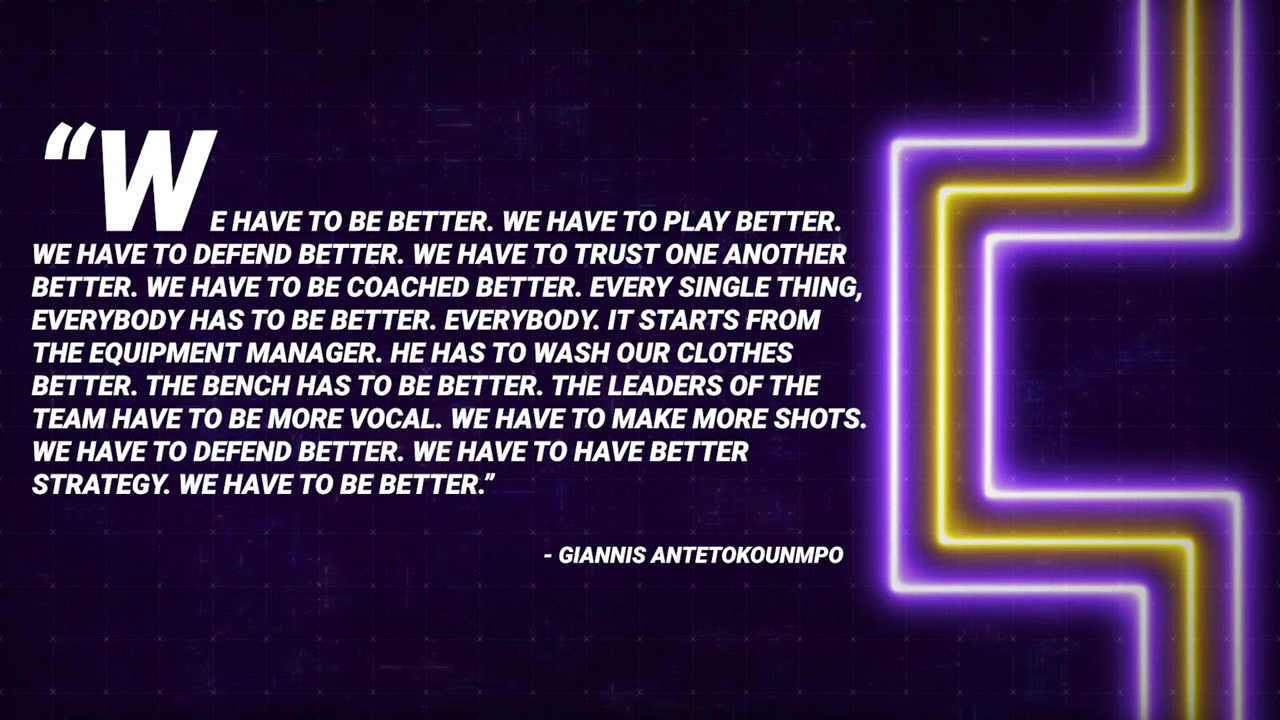 “WE HAVE TO BE BETTER. WE HAVE TO PLAY BETTER.
WE HAVE TO DEFEND BETTER. WE HAVE TO TRUST ONE ANOTHER
BETTER. WE HAVE TO BE COACHED BETTER. EVERY SINGLE THING,
EVERYBODY HAS TO BE BETTER. EVERYBODY. IT STARTS FROM
THE EQUIPMENT MANAGER. HE HAS TO WASH OUR CLOTHES
BETTER. THE BENCH HAS TO BE BETTER. THE LEADERS OF THE
TEAM HAVE TO BE MORE VOCAL. WE HAVE TO MAKE MORE SHOTS.
WE HAVE TO DEFEND BETTER. WE HAVE TO HAVE BETTER
STRATEGY. WE HAVE TO BE BETTER.”
- GIANNIS ANTETOKOUNMPO